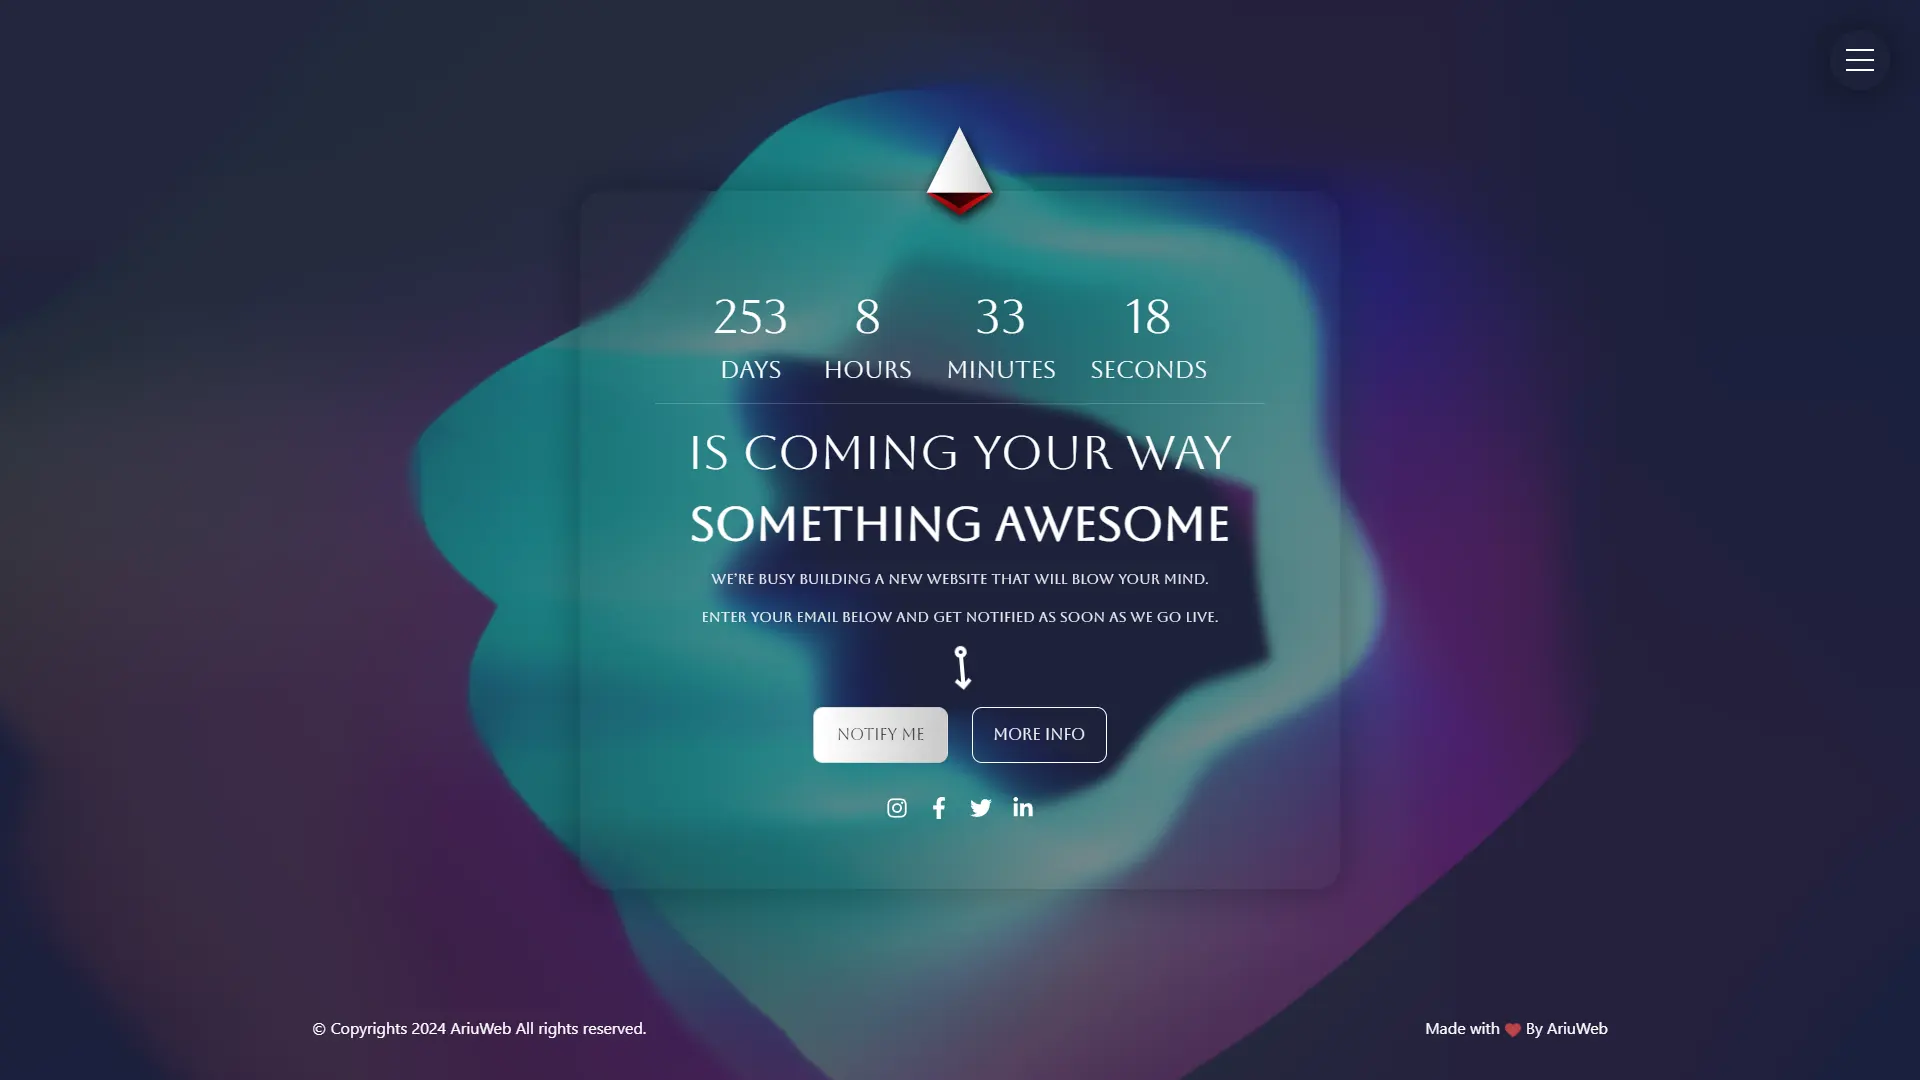 253 8 33 18
DAYS HOURS MINUTES SECONDS
IS COMING YOUR WAY
SOMETHING AWESOME
WE'RE BUSY BUILDING A NEW WEBSITE THAT WILL BLOW YOUR MIND.
ENTER YOUR EMAIL BELOW AND GET NOTIFIED AS SOON AS WE GO LIVE.
NOTIFY ME MORE INFO
© Copyrights 2024 AriuWeb All rights reserved. Made with ❤ By AriuWeb